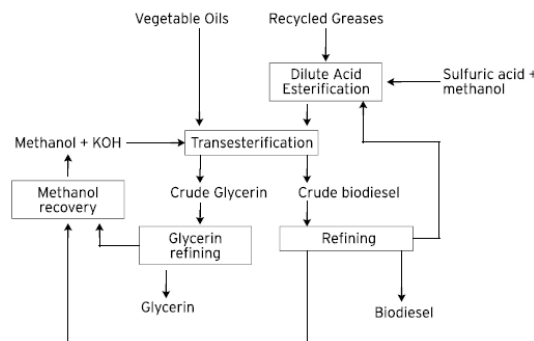 Vegetable Oils
Recycled Greases
Dilute Acid
Esterification
Sulfuric acid +
methanol
Methanol + KOH
Transesterification
Methanol
recovery
Crude Glycerin
Crude biodiesel
Glycerin
refining
Refining
Glycerin
Biodiesel